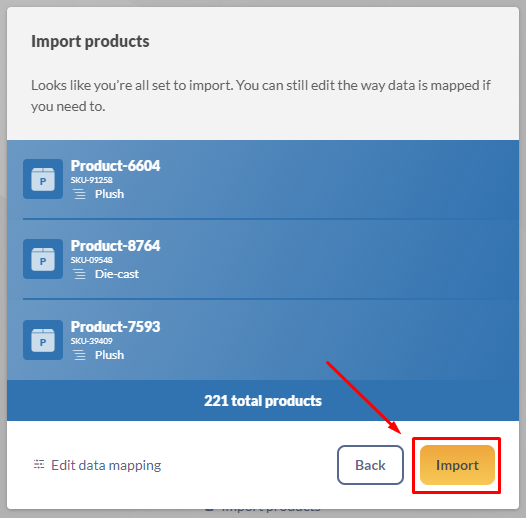 Import products
Looks like you're all set to import. You can still edit the way data is mapped if
you need to.
Product-6604
SKU-91258
P
Plush
Product-8764
SKU-09548
P
Die-cast
Product-7593
SKU-39409
P
Plush
221 total products
Edit data mapping
Back
Import
Import products